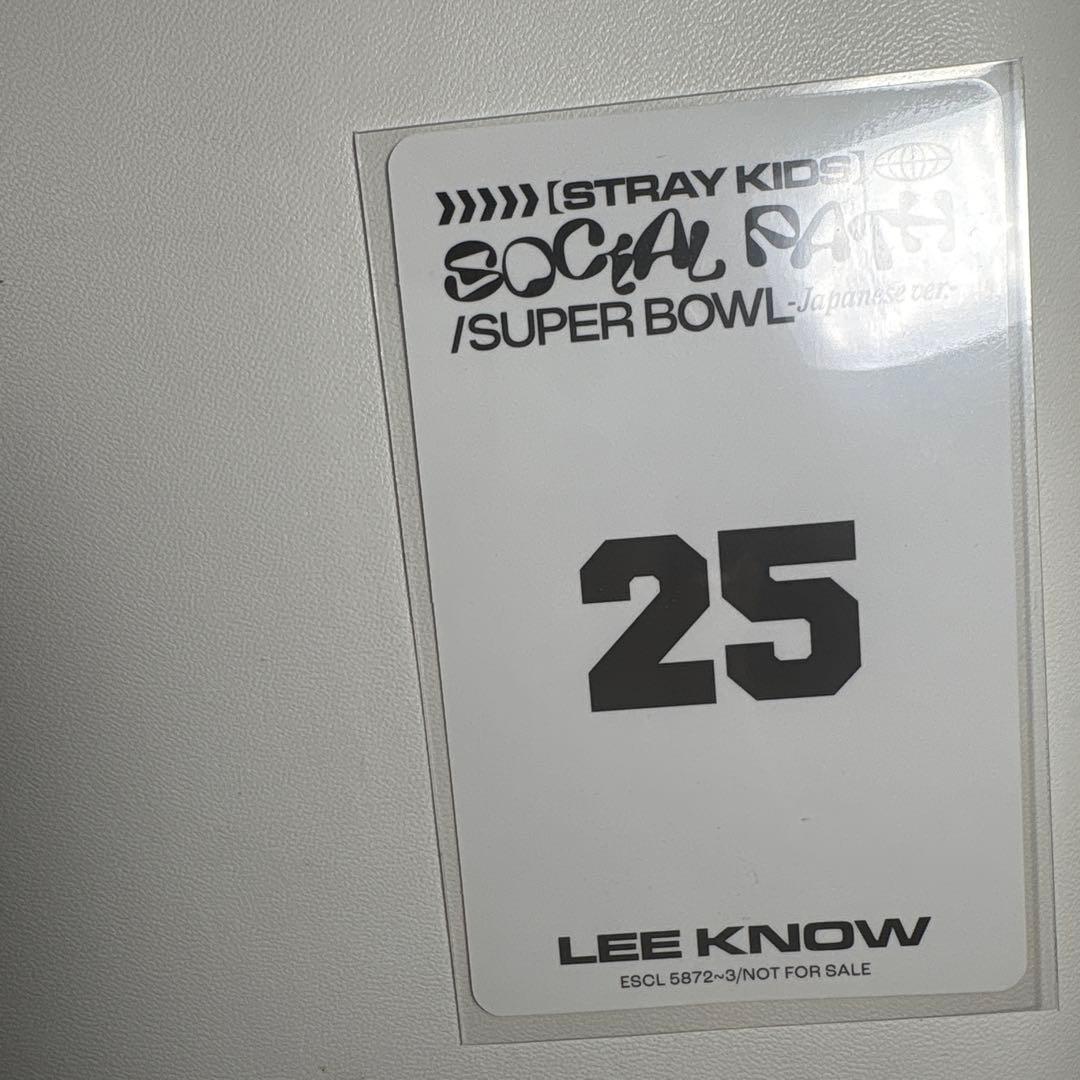 [STRAY KIDS]
SOCIAL PATH
/SUPER BOWL-Japanese ver.-
25
LEE KNOW
ESCL 5872~3/NOT FOR SALE